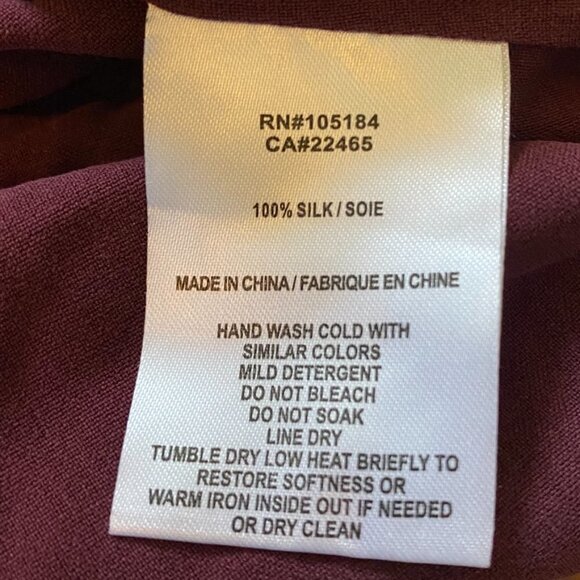 RN#105184
CA#22465
100% SILK / SOIE
MADE IN CHINA / FABRIQUE EN CHINE
HAND WASH COLD WITH
SIMILAR COLORS
MILD DETERGENT
DO NOT BLEACH
DO NOT SOAK
LINE DRY
TUMBLE DRY LOW HEAT BRIEFLY TO
RESTORE SOFTNESS OR
WARM IRON INSIDE OUT IF NEEDED
OR DRY CLEAN